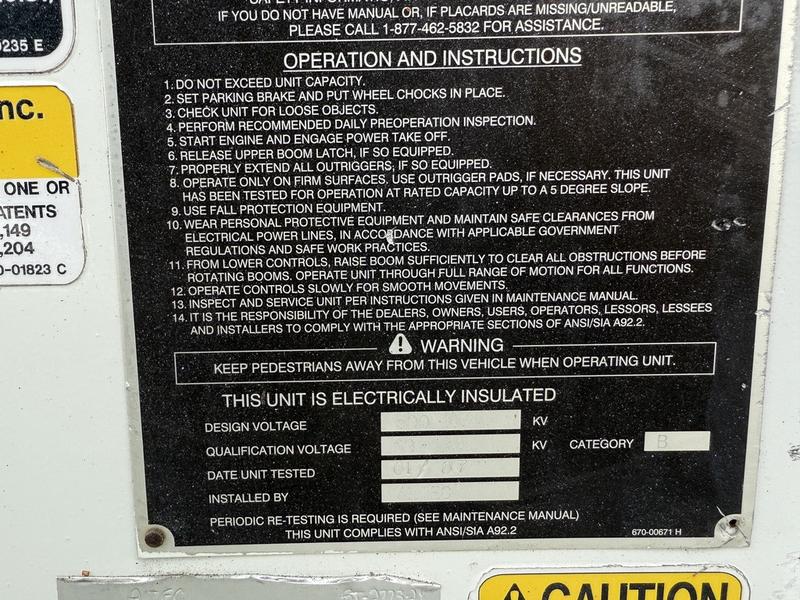 IF YOU DO NOT HAVE MANUAL OR, IF PLACARDS ARE MISSING/UNREADABLE,
PLEASE CALL 1-877-462-5832 FOR ASSISTANCE.
OPERATION AND INSTRUCTIONS
1. DO NOT EXCEED UNIT CAPACITY.
2. SET PARKING BRAKE AND PUT WHEEL CHOCKS IN PLACE.
3. CHECK UNIT FOR LOOSE OBJECTS.
4. PERFORM RECOMMENDED DAILY PREOPERATION INSPECTION.
5. START ENGINE AND ENGAGE POWER TAKE OFF.
6. RELEASE UPPER BOOM LATCH, IF SO EQUIPPED.
7. PROPERLY EXTEND ALL OUTRIGGERS, IF SO EQUIPPED.
8. OPERATE ONLY ON FIRM SURFACES, USE OUTRIGGER PADS, IF NECESSARY. THIS UNIT
HAS BEEN TESTED FOR OPERATION AT RATED CAPACITY UP TO A 5 DEGREE SLOPE.
9. USE FALL PROTECTION EQUIPMENT.
10. WEAR PERSONAL PROTECTIVE EQUIPMENT AND MAINTAIN SAFE CLEARANCES FROM
ELECTRICAL POWER LINES, IN ACCORDANCE WITH APPLICABLE GOVERNMENT
REGULATIONS AND SAFE WORK PRACTICES.
11. FROM LOWER CONTROLS, RAISE BOOM SUFFICIENTLY TO CLEAR ALL OBSTRUCTIONS BEFORE
ROTATING BOOMS. OPERATE UNIT THROUGH FULL RANGE OF MOTION FOR ALL FUNCTIONS.
12. OPERATE CONTROLS SLOWLY FOR SMOOTH MOVEMENTS.
13. INSPECT AND SERVICE UNIT PER INSTRUCTIONS GIVEN IN MAINTENANCE MANUAL.
14. IT IS THE RESPONSIBILITY OF THE DEALERS, OWNERS, USERS, OPERATORS, LESSORS, LESSEES
AND INSTALLERS TO COMPLY WITH THE APPROPRIATE SECTIONS OF ANSI/SIA A92.2.
WARNING
KEEP PEDESTRIANS AWAY FROM THIS VEHICLE WHEN OPERATING UNIT.
THIS UNIT IS ELECTRICALLY INSULATED
DESIGN VOLTAGE KV
QUALIFICATION VOLTAGE KV CATEGORY B
DATE UNIT TESTED
INSTALLED BY
PERIODIC RE-TESTING IS REQUIRED (SEE MAINTENANCE MANUAL)
THIS UNIT COMPLIES WITH ANSI/SIA A92.2
670-00671 H
0235 E
nc.
ONE OR
ATENTS
,149
,204
0-01823 C
CAUTION